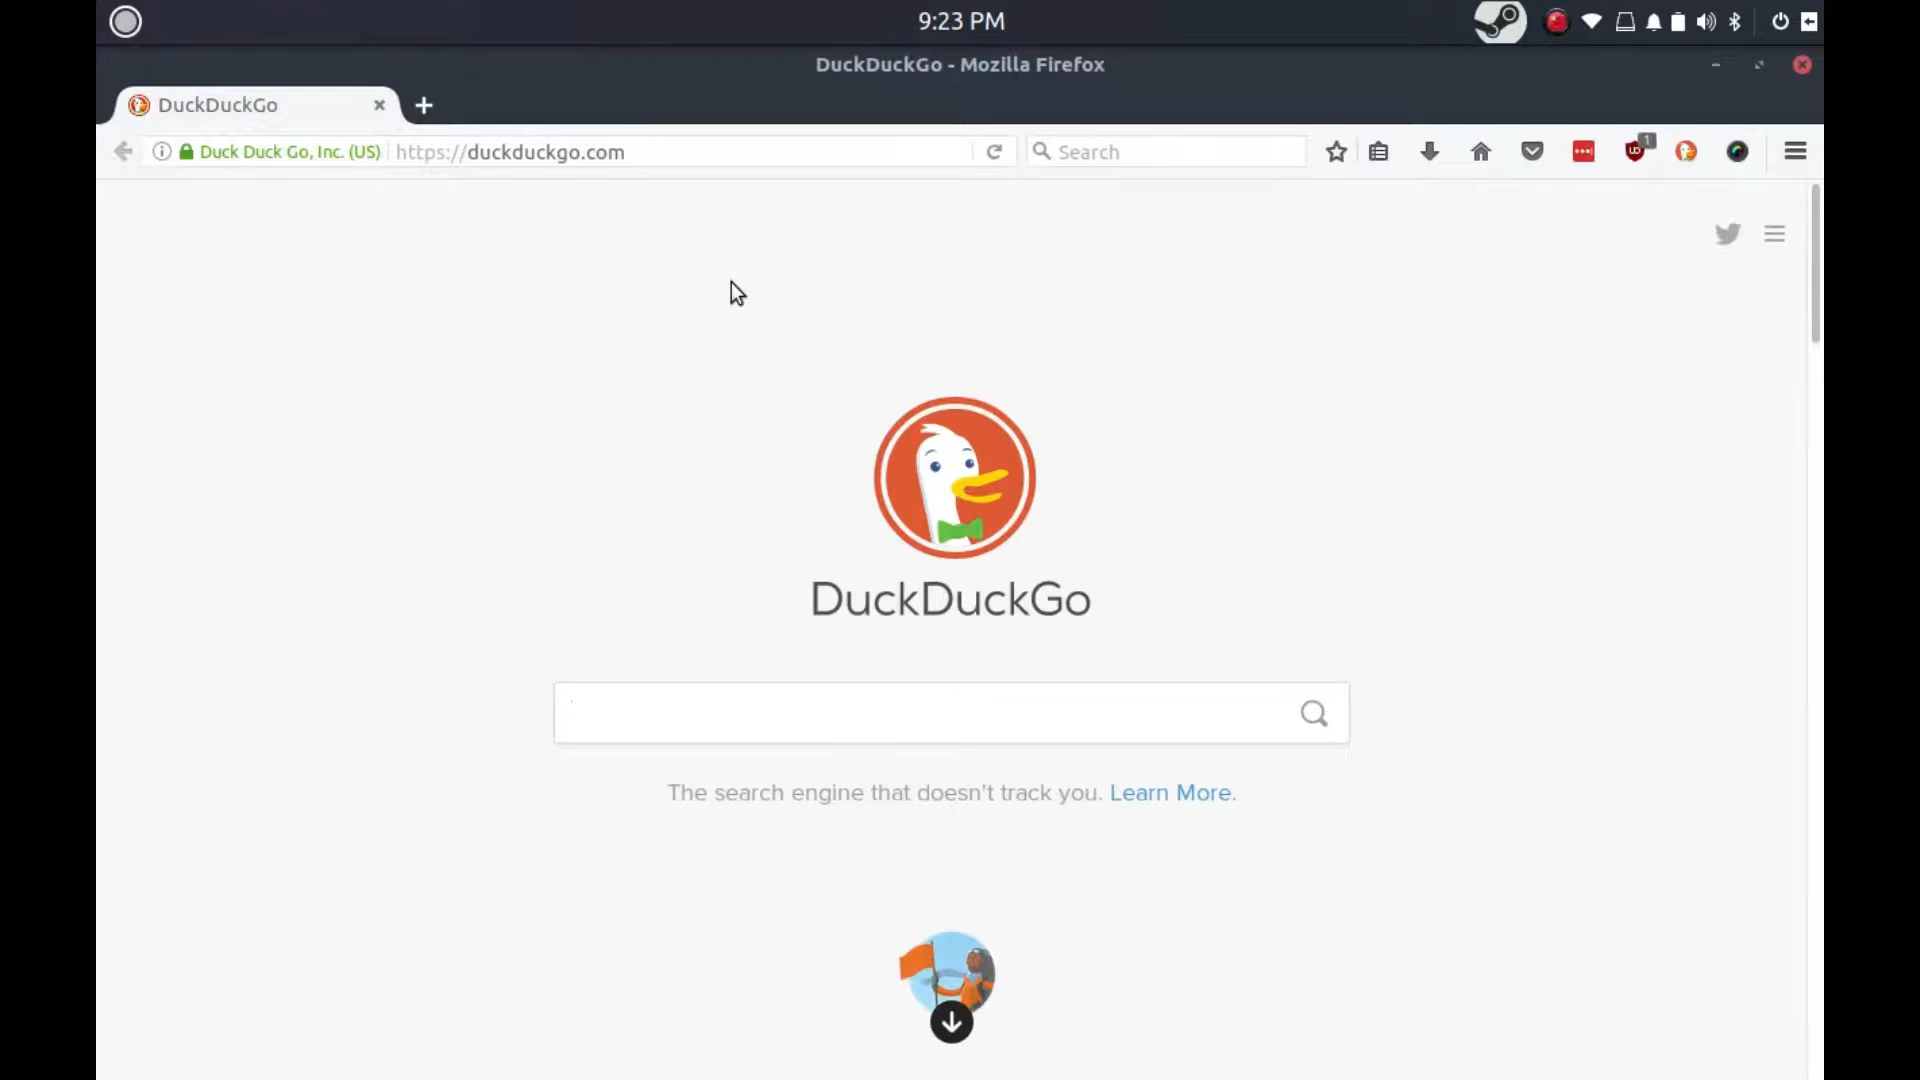 9:23 PM
DuckDuckGo - Mozilla Firefox
DuckDuckGo
Duck Duck Go, Inc. (US) https://duckduckgo.com
Search
1
DuckDuckGo
The search engine that doesn't track you. Learn More.